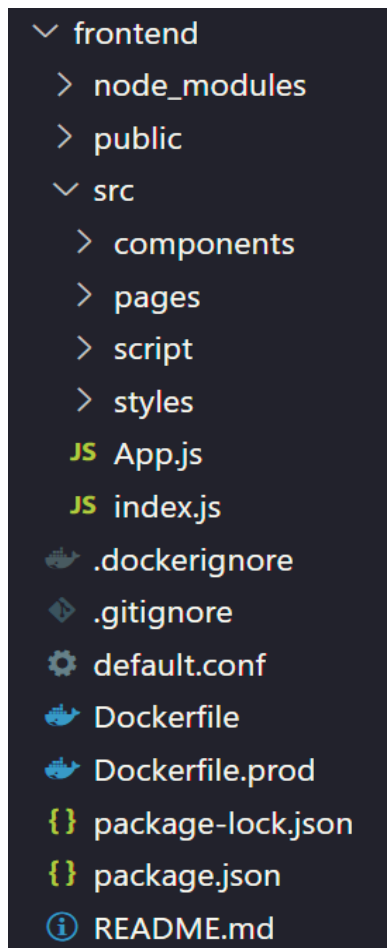 frontend
node_modules
public
src
components
pages
script
styles
JS App.js
JS index.js
.dockerignore
.gitignore
default.conf
Dockerfile
Dockerfile.prod
{} package-lock.json
{} package.json
README.md